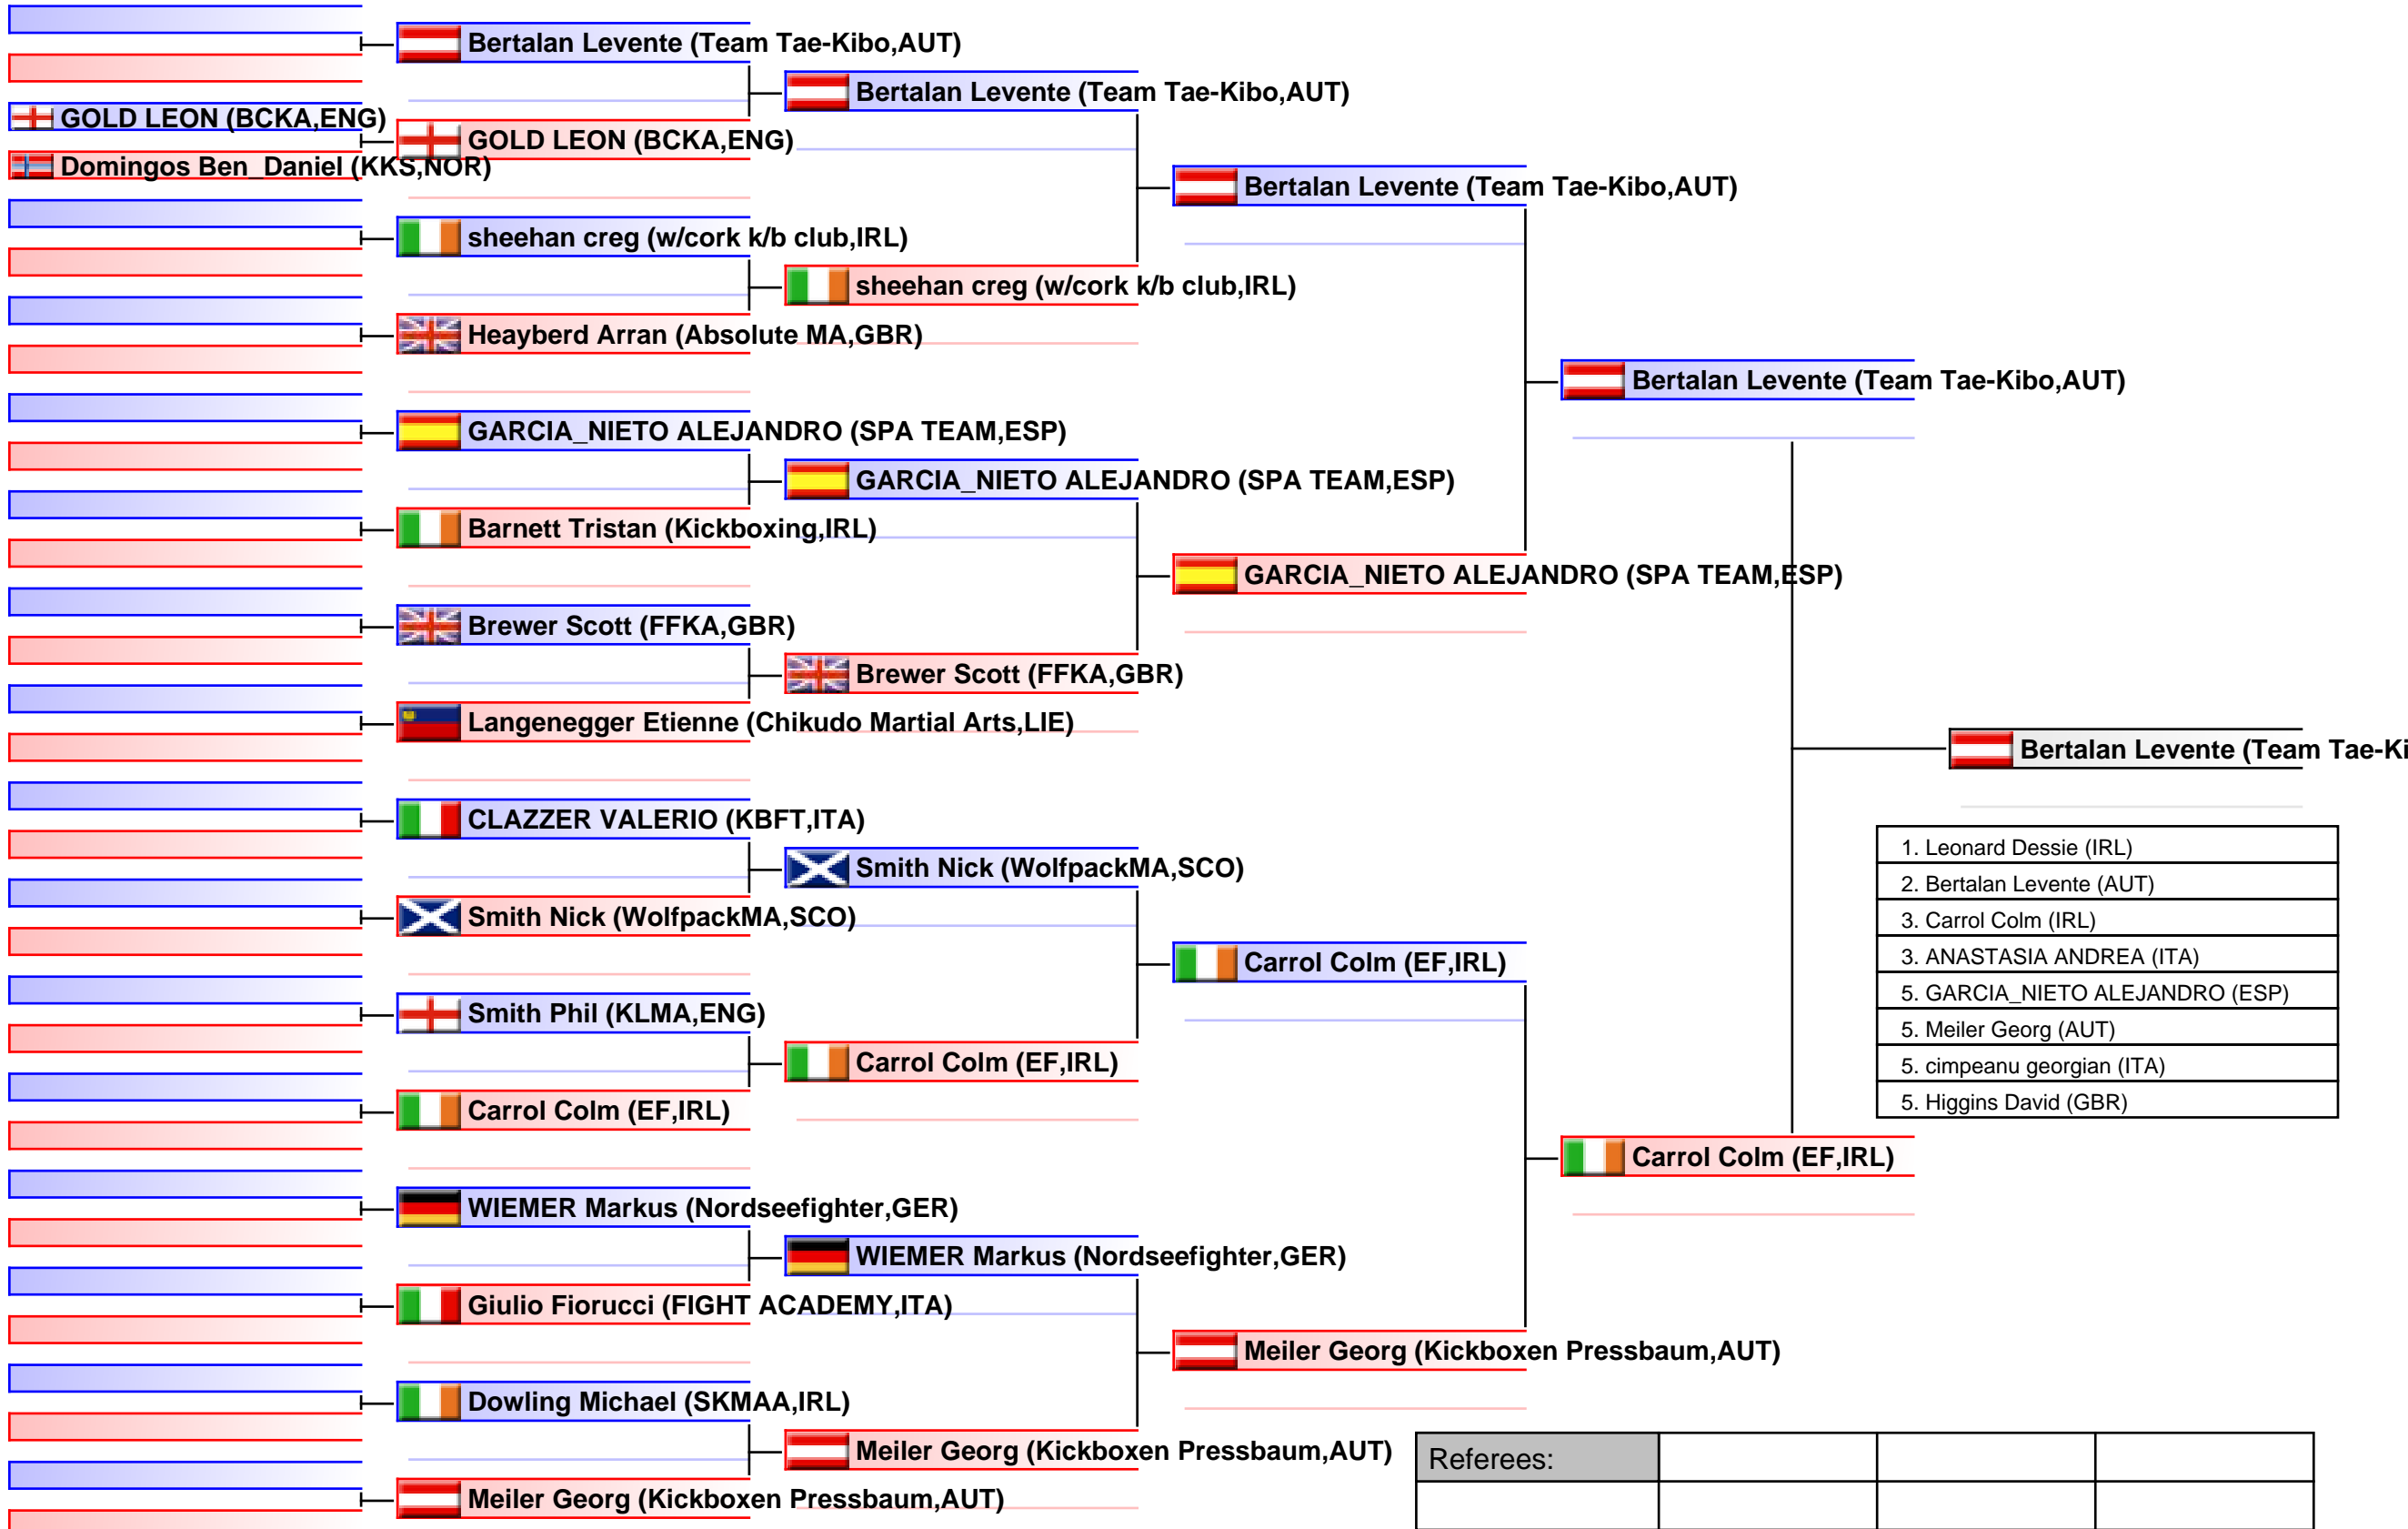 GOLD LEON (BCKA,ENG)
Domingos Ben_Daniel (KKS,NOR)
Bertalan Levente (Team Tae-Kibo,AUT)
GOLD LEON (BCKA,ENG)
sheehan creg (w/cork k/b club,IRL)
Heayberd Arran (Absolute MA,GBR)
GARCIA_NIETO ALEJANDRO (SPA TEAM,ESP)
Barnett Tristan (Kickboxing,IRL)
Brewer Scott (FFKA,GBR)
Langenegger Etienne (Chikudo Martial Arts,LIE)
CLAZZER VALERIO (KBFT,ITA)
Smith Nick (WolfpackMA,SCO)
Smith Phil (KLMA,ENG)
Carrol Colm (EF,IRL)
WIEMER Markus (Nordseefighter,GER)
Giulio Fiorucci (FIGHT ACADEMY,ITA)
Dowling Michael (SKMAA,IRL)
Meiler Georg (Kickboxen Pressbaum,AUT)
Bertalan Levente (Team Tae-Kibo,AUT)
sheehan creg (w/cork k/b club,IRL)
GARCIA_NIETO ALEJANDRO (SPA TEAM,ESP)
Brewer Scott (FFKA,GBR)
Smith Nick (WolfpackMA,SCO)
Carrol Colm (EF,IRL)
WIEMER Markus (Nordseefighter,GER)
Meiler Georg (Kickboxen Pressbaum,AUT)
Bertalan Levente (Team Tae-Kibo,AUT)
GARCIA_NIETO ALEJANDRO (SPA TEAM,ESP)
Carrol Colm (EF,IRL)
Meiler Georg (Kickboxen Pressbaum,AUT)
Bertalan Levente (Team Tae-Kibo,AUT)
Carrol Colm (EF,IRL)
Bertalan Levente (Team Tae-Ki
1. Leonard Dessie (IRL)
2. Bertalan Levente (AUT)
3. Carrol Colm (IRL)
3. ANASTASIA ANDREA (ITA)
5. GARCIA_NIETO ALEJANDRO (ESP)
5. Meiler Georg (AUT)
5. cimpeanu georgian (ITA)
5. Higgins David (GBR)
Referees: